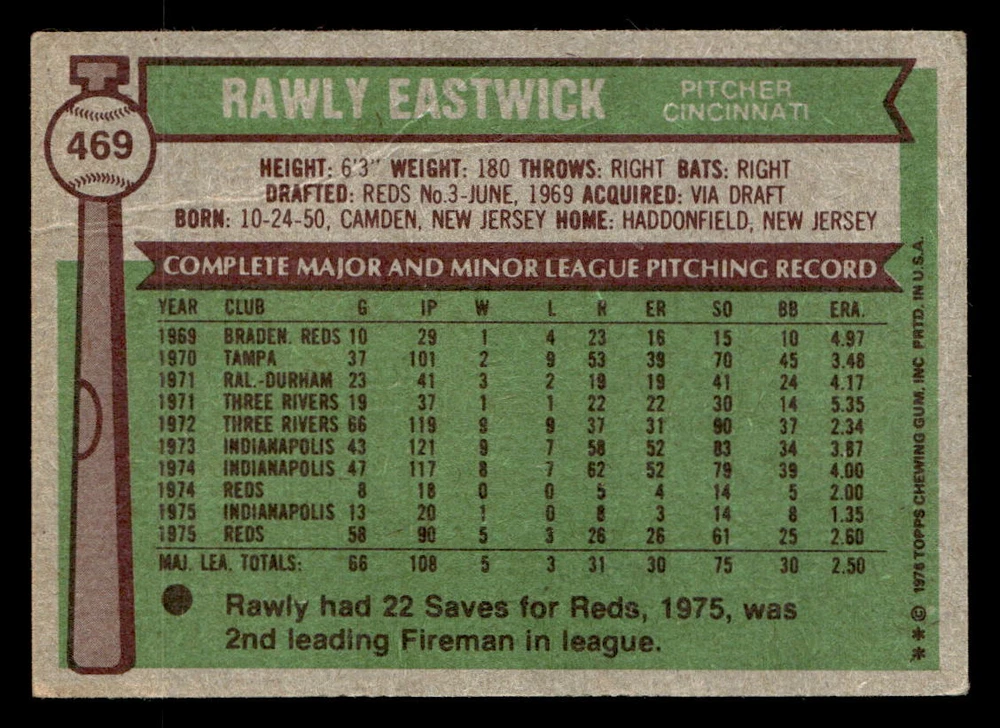 469
RAWLY EASTWICK
PITCHER
CINCINNATI
HEIGHT: 6'3" WEIGHT: 180 THROWS: RIGHT BATS: RIGHT
DRAFTED: REDS No.3-JUNE, 1969 ACQUIRED: VIA DRAFT
BORN: 10-24-50, CAMDEN, NEW JERSEY HOME: HADDONFIELD, NEW JERSEY
COMPLETE MAJOR AND MINOR LEAGUE PITCHING RECORD
YEAR CLUB G IP W L R ER SO BB ERA.
1969 BRADEN. REDS 10 29 1 4 23 16 15 10 4.97
1970 TAMPA 37 101 2 9 53 39 70 45 3.48
1971 RAL.-DURHAM 23 41 3 2 19 19 41 24 4.17
1971 THREE RIVERS 19 37 1 1 22 22 30 14 5.35
1972 THREE RIVERS 66 119 9 9 37 31 90 37 2.34
1973 INDIANAPOLIS 43 121 9 7 58 52 83 34 3.87
1974 INDIANAPOLIS 47 117 8 7 62 52 79 39 4.00
1974 REDS 8 18 0 0 5 4 14 5 2.00
1975 INDIANAPOLIS 13 20 1 0 8 3 14 8 1.35
1975 REDS 58 90 5 3 26 26 61 25 2.60
MAJ. LEA. TOTALS: 66 108 5 3 31 30 75 30 2.50
Rawly had 22 Saves for Reds, 1975, was
2nd leading Fireman in league.
* * © 1976 TOPPS CHEWING GUM, INC PRTD. IN U.S.A.